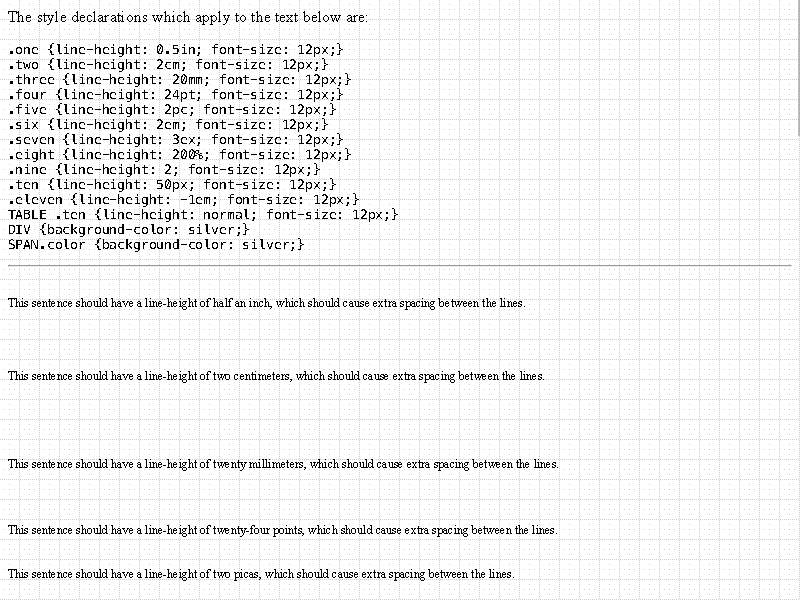 The style declarations which apply to the text below are:
.one {line-height: 0.5in; font-size: 12px;}
.two {line-height: 2cm; font-size: 12px;}
.three {line-height: 20mm; font-size: 12px;}
.four {line-height: 24pt; font-size: 12px;}
.five {line-height: 2pc; font-size: 12px;}
.six {line-height: 2em; font-size: 12px;}
.seven {line-height: 3ex; font-size: 12px;}
.eight {line-height: 200%; font-size: 12px;}
.nine {line-height: 2; font-size: 12px;}
.ten {line-height: 50px; font-size: 12px;}
.eleven {line-height: -1em; font-size: 12px;}
TABLE .ten {line-height: normal; font-size: 12px;}
DIV {background-color: silver;}
SPAN.color {background-color: silver;}
This sentence should have a line-height of half an inch, which should cause extra spacing between the lines.
This sentence should have a line-height of two centimeters, which should cause extra spacing between the lines.
This sentence should have a line-height of twenty millimeters, which should cause extra spacing between the lines.
This sentence should have a line-height of twenty-four points, which should cause extra spacing between the lines.
This sentence should have a line-height of two picas, which should cause extra spacing between the lines.